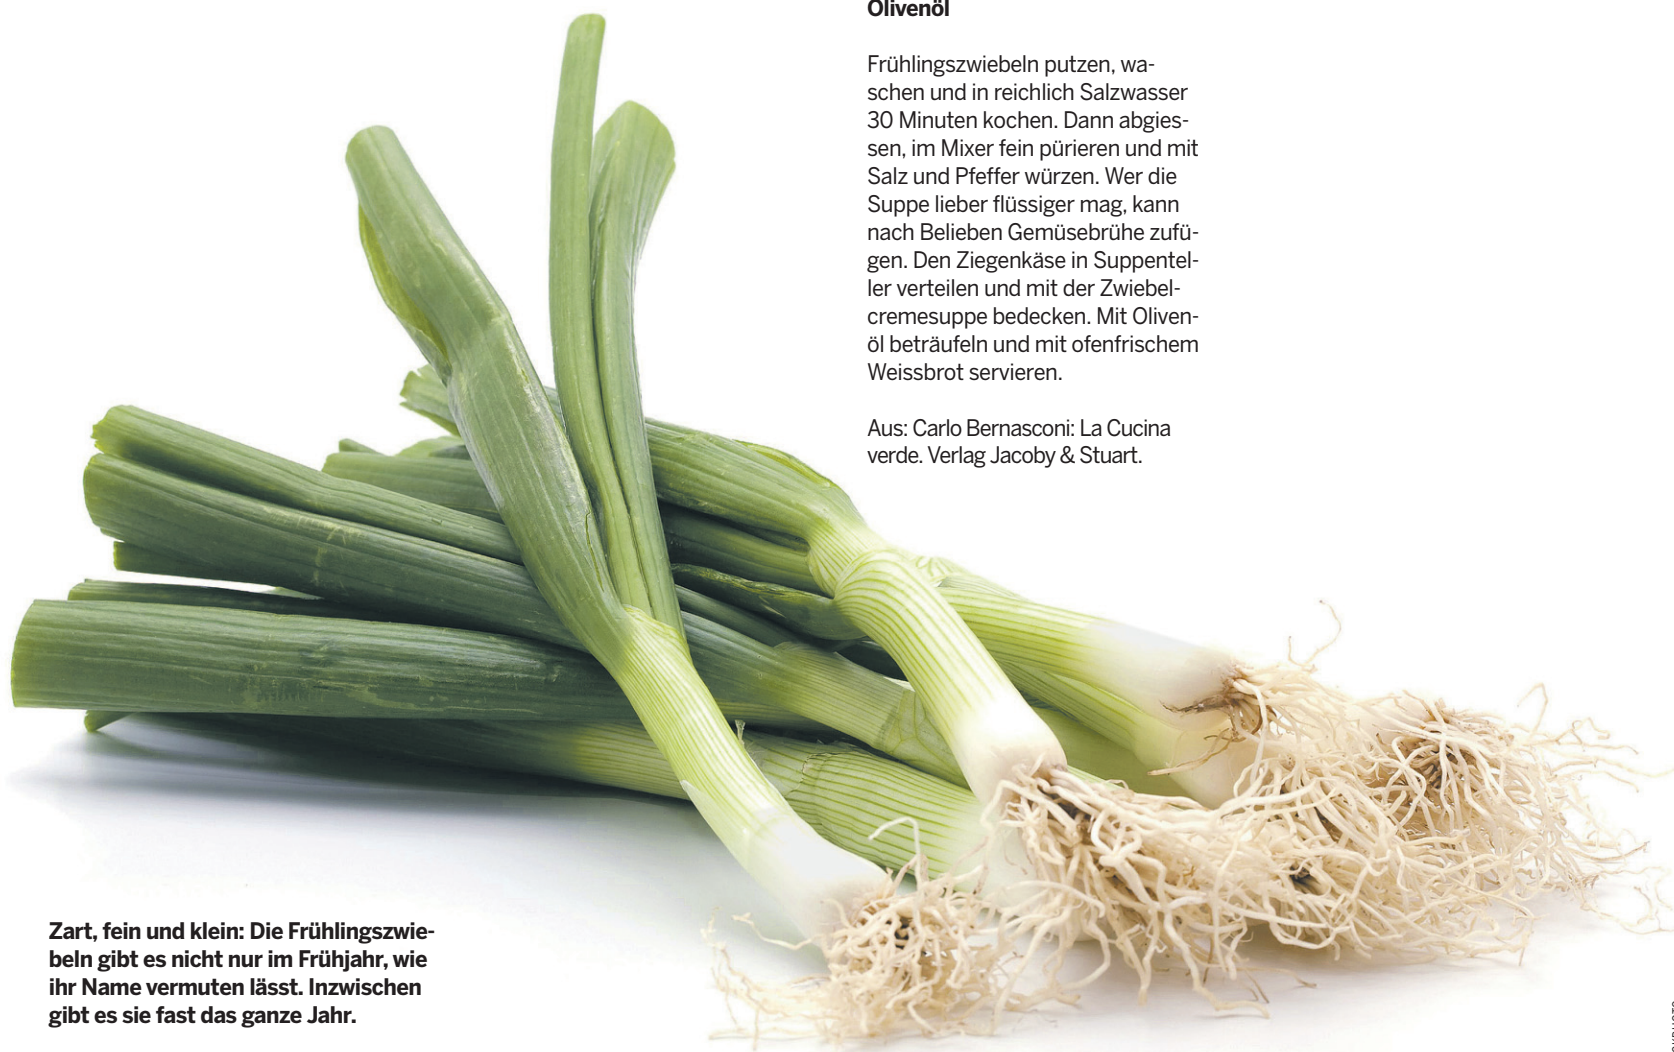 Olivenöl
Frühlingszwiebeln putzen, wa-
schen und in reichlich Salzwasser
30 Minuten kochen. Dann abgies-
sen, im Mixer fein pürieren und mit
Salz und Pfeffer würzen. Wer die
Suppe lieber flüssiger mag, kann
nach Belieben Gemüsebrühe zufü-
gen. Den Ziegenkäse in Suppentel-
ler verteilen und mit der Zwiebel-
cremesuppe bedecken. Mit Oliven-
öl beträufeln und mit ofenfrischem
Weissbrot servieren.
Aus: Carlo Bernasconi: La Cucina
verde. Verlag Jacoby & Stuart.
Zart, fein und klein: Die Frühlingszwie-
beln gibt es nicht nur im Frühjahr, wie
ihr Name vermuten lässt. Inzwischen
gibt es sie fast das ganze Jahr.